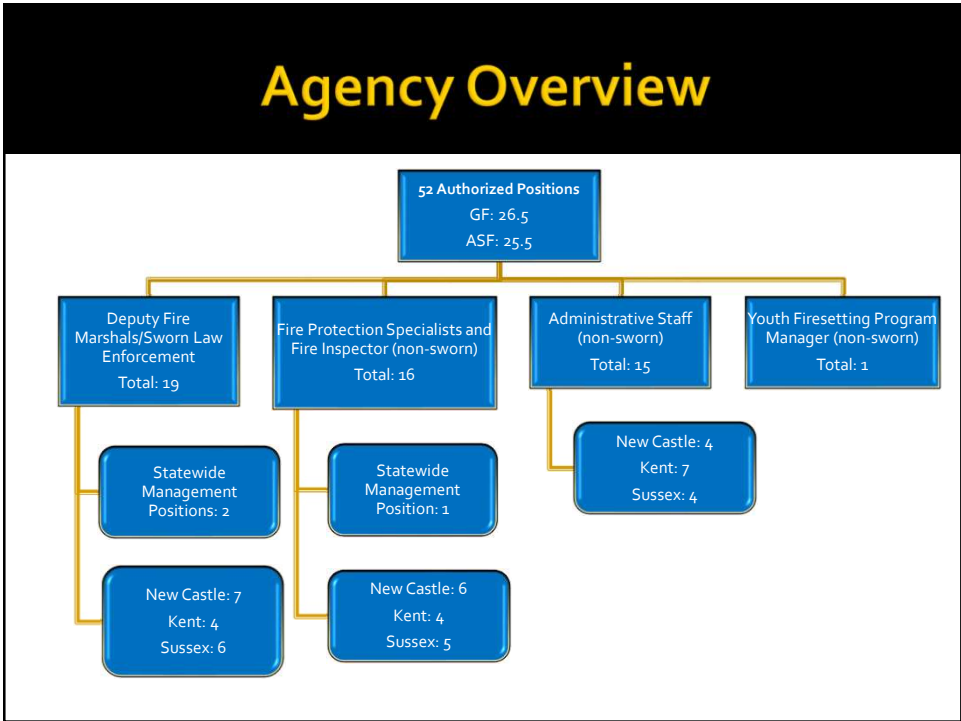 Agency Overview
52 Authorized Positions
GF: 26.5
ASF: 25.5
Deputy Fire
Marshals/Sworn Law
Enforcement
Total: 19
Fire Protection Specialists and
Fire Inspector (non-sworn)
Total: 16
Administrative Staff
(non-sworn)
Total: 15
Youth Firesetting Program
Manager (non-sworn)
Total: 1
Statewide
Management
Positions: 2
Statewide
Management
Position: 1
New Castle: 4
Kent: 7
Sussex: 4
New Castle: 7
Kent: 4
Sussex: 6
New Castle: 6
Kent: 4
Sussex: 5